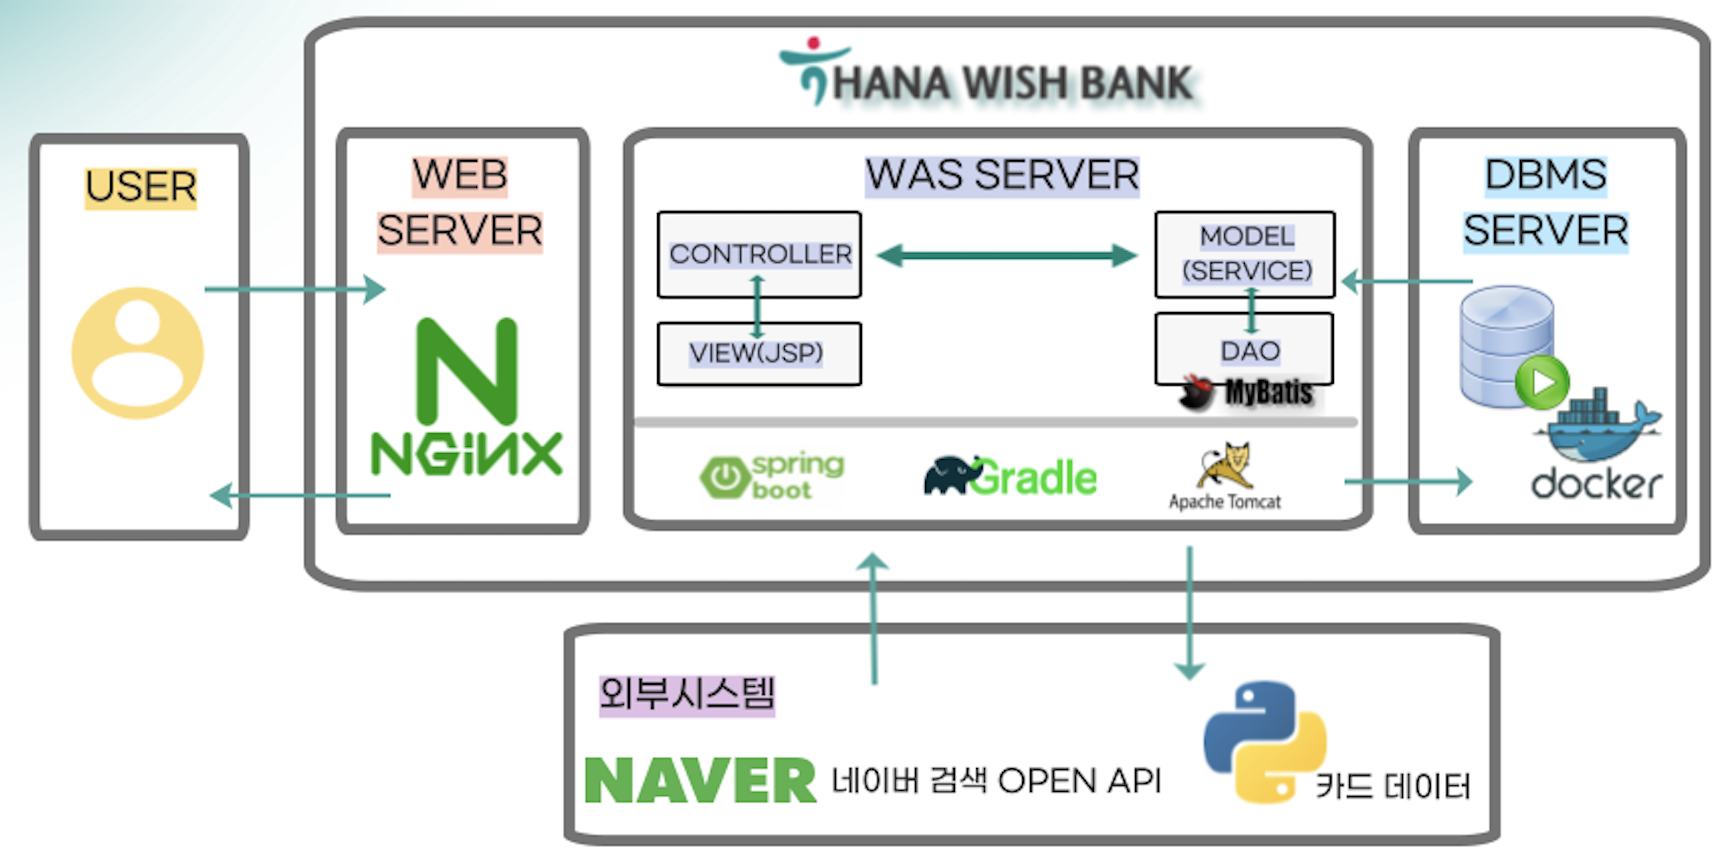 HANA WISH BANK
USER
WEB
SERVER
NGiNX
WAS SERVER
CONTROLLER
VIEW(JSP)
MODEL
(SERVICE)
DAO
MyBatis
spring
boot
Gradle
Apache Tomcat
DBMS
SERVER
docker
외부시스템
NAVER 네이버 검색 OPEN API
카드 데이터